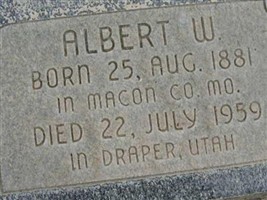 ALBERT W.
BORN 25, AUG. 1881
IN MACON CO. MO.
DIED 22, JULY 1959
IN DRAPER, UTAH